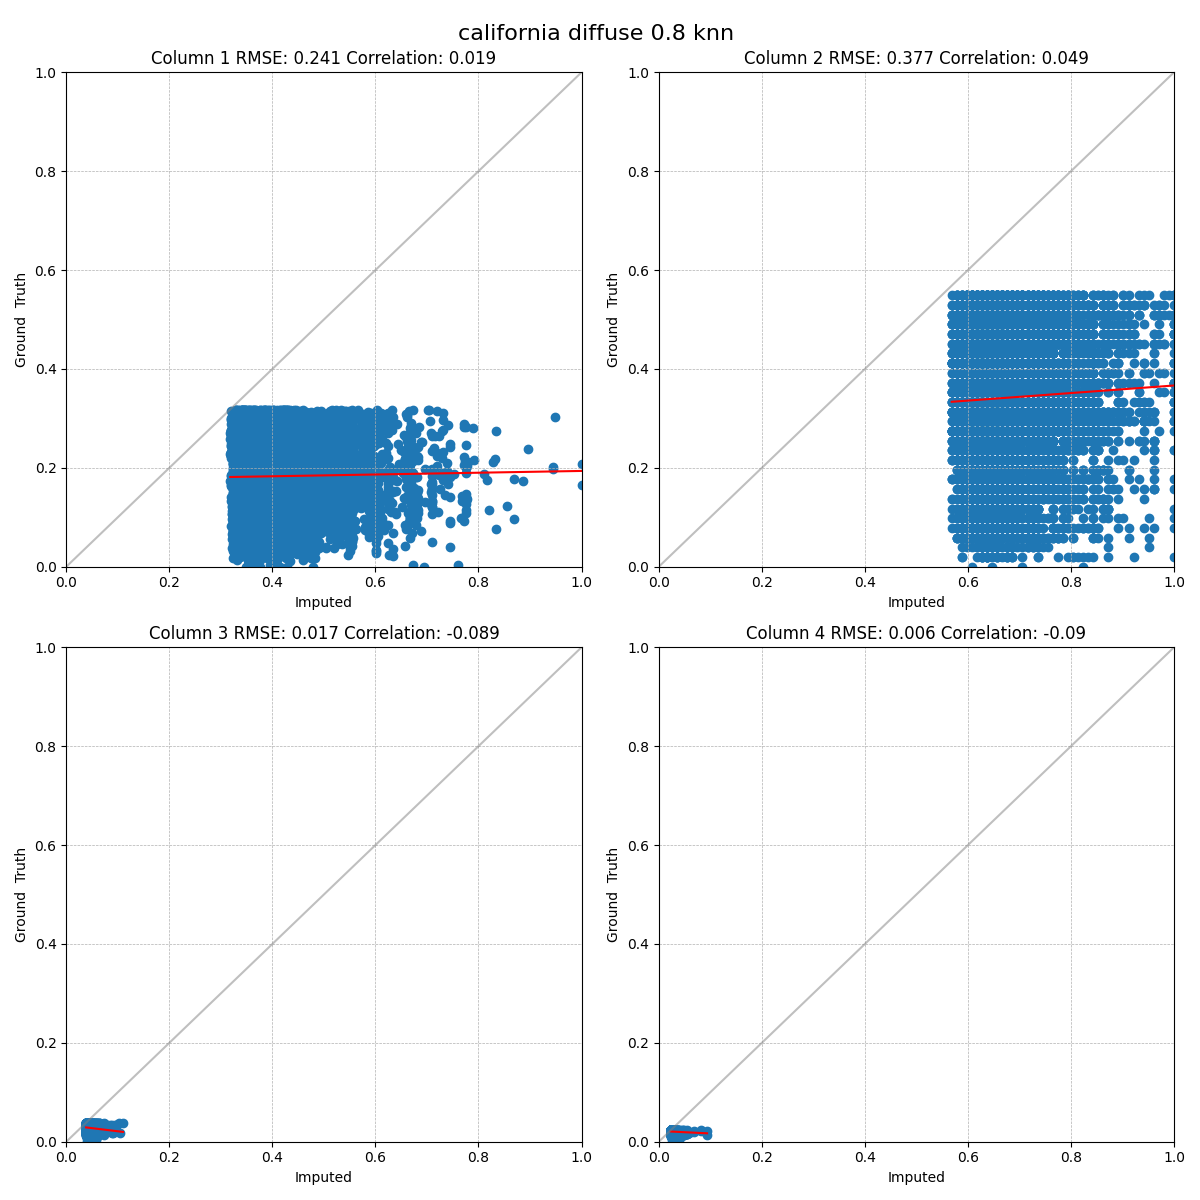 california diffuse 0.8 knn
Column 1 RMSE: 0.241 Correlation: 0.019
1.0
0.8
0.6
0.4
0.2
0.0
Ground Truth
0.0 0.2 0.4 0.6 0.8 1.0
Imputed
Column 2 RMSE: 0.377 Correlation: 0.049
1.0
0.8
0.6
0.4
0.2
0.0
Ground Truth
0.0 0.2 0.4 0.6 0.8 1.0
Imputed
Column 3 RMSE: 0.017 Correlation: -0.089
1.0
0.8
0.6
0.4
0.2
0.0
Ground Truth
0.0 0.2 0.4 0.6 0.8 1.0
Imputed
Column 4 RMSE: 0.006 Correlation: -0.09
1.0
0.8
0.6
0.4
0.2
0.0
Ground Truth
0.0 0.2 0.4 0.6 0.8 1.0
Imputed